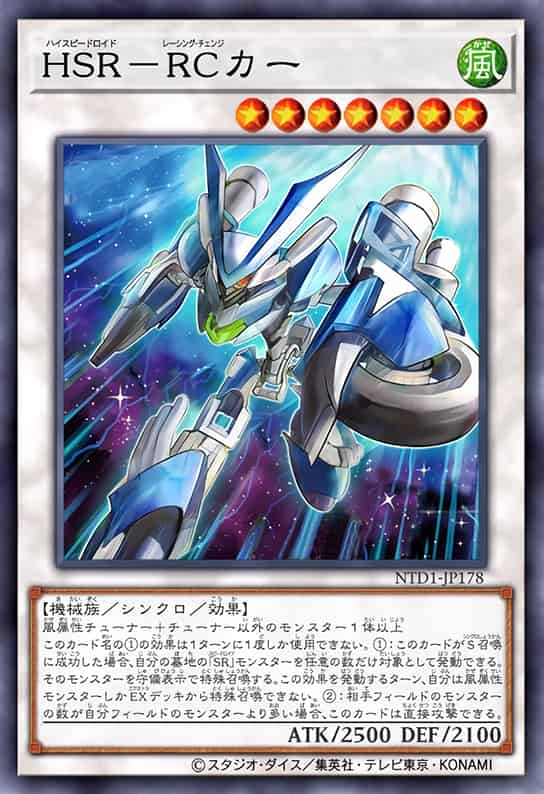 ハイスピードロイド レーシング・チェンジ
HSR－RCカー
かぜ
風
NTD1-JP178
【機械族／シンクロ／効果】
風属性チューナー＋チューナー以外のモンスター１体以上
このカード名の①の効果は1ターンに1度しか使用できない。①：このカードがS召喚
に成功した場合、自分の墓地の「SR」モンスターを任意の数だけ対象として発動できる。
そのモンスターを守備表示で特殊召喚する。この効果を発動するターン、自分は風属性
モンスターしかEXデッキから特殊召喚できない。②：相手フィールドのモンスター
の数が自分フィールドのモンスターより多い場合、このカードは直接攻撃できる。
ATK/2500 DEF/2100
©スタジオ・ダイス／集英社・テレビ東京・KONAMI